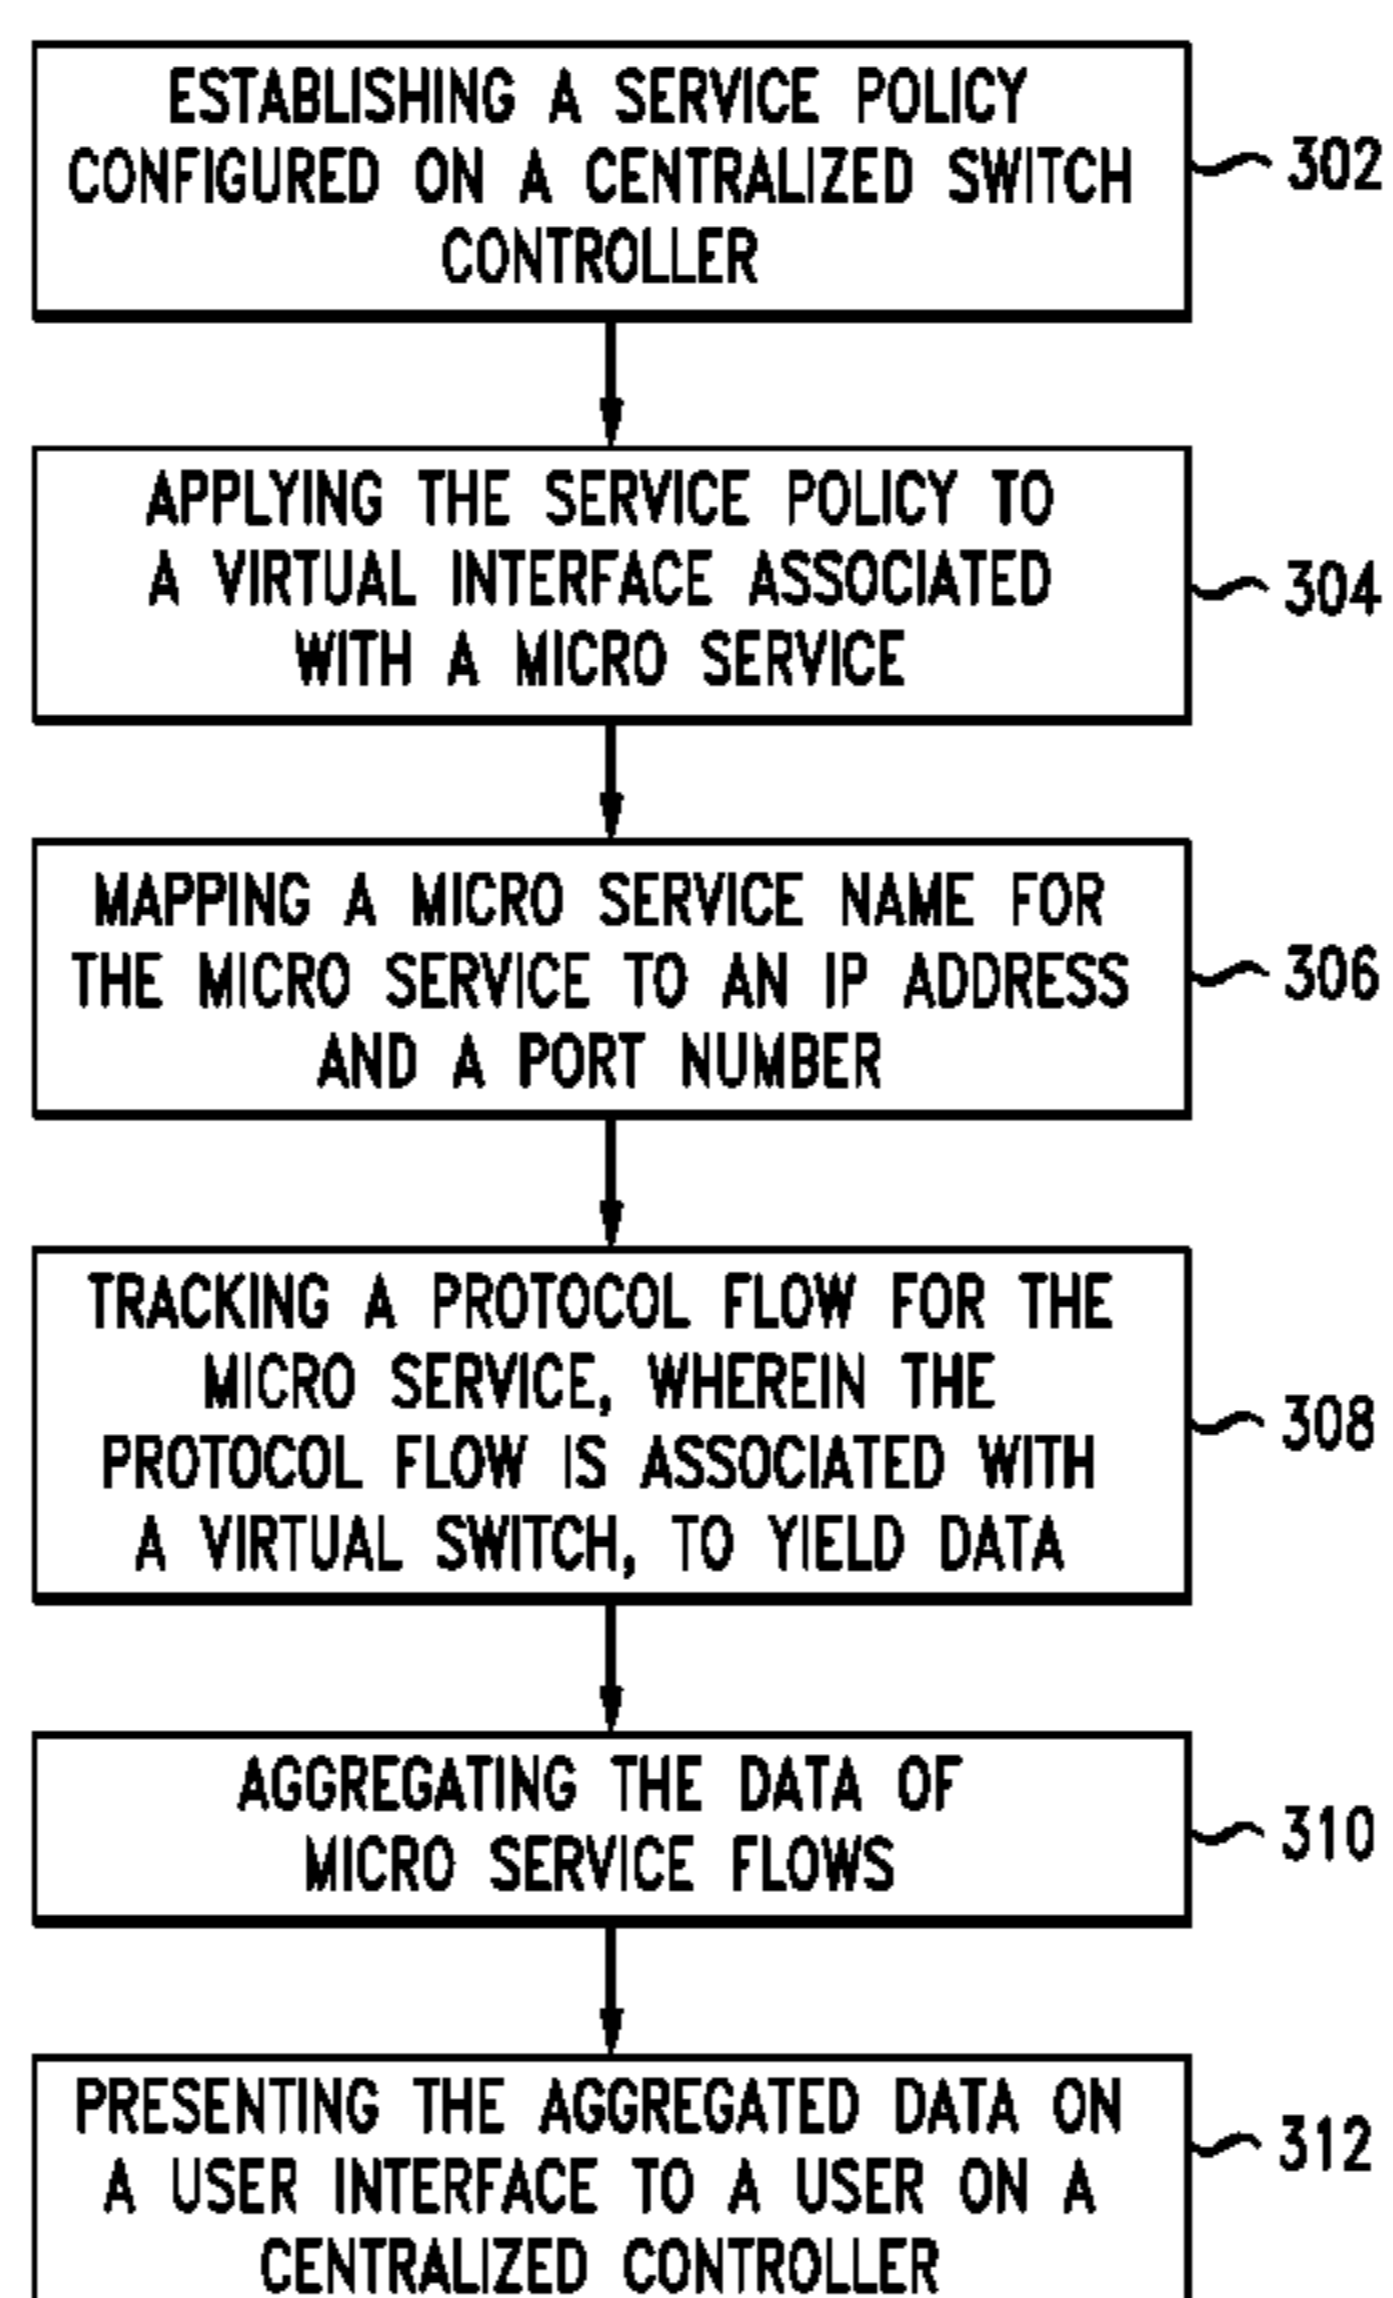 ESTABLISHING A SERVICE POLICY
CONFIGURED ON A CENTRALIZED SWITCH
CONTROLLER
302
APPLYING THE SERVICE POLICY TO
A VIRTUAL INTERFACE ASSOCIATED
WITH A MICRO SERVICE
304
MAPPING A MICRO SERVICE NAME FOR
THE MICRO SERVICE TO AN IP ADDRESS
AND A PORT NUMBER
306
TRACKING A PROTOCOL FLOW FOR THE
MICRO SERVICE, WHEREIN THE
PROTOCOL FLOW IS ASSOCIATED WITH
A VIRTUAL SWITCH, TO YIELD DATA
308
AGGREGATING THE DATA OF
MICRO SERVICE FLOWS
310
PRESENTING THE AGGREGATED DATA ON
A USER INTERFACE TO A USER ON A
CENTRALIZED CONTROLLER
312